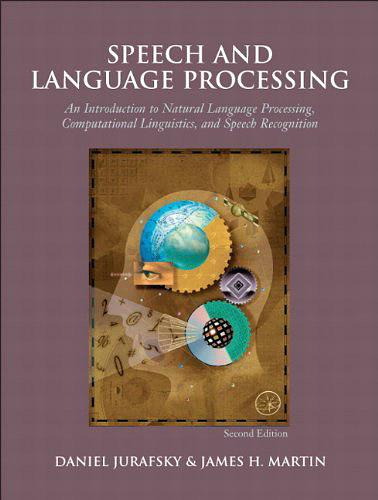 SPEECH AND
LANGUAGE PROCESSING
An Introduction to Natural Language Processing,
Computational Linguistics, and Speech Recognition
Second Edition
DANIEL JURAFSKY & JAMES H. MARTIN